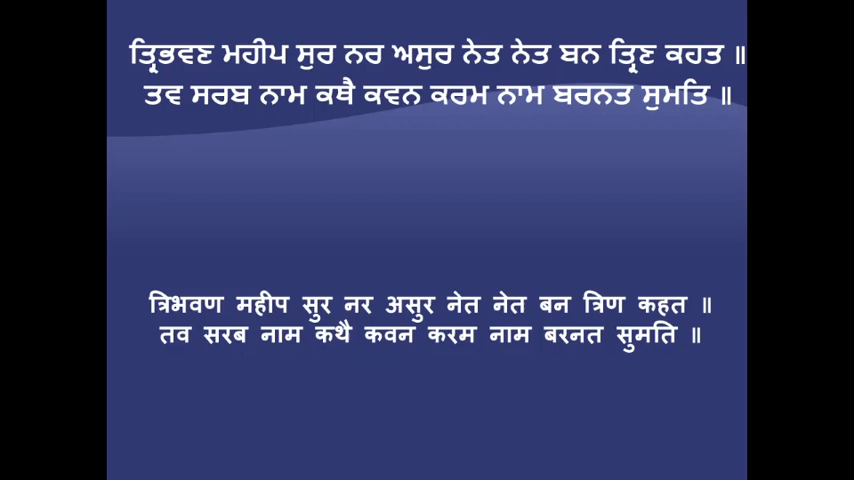 ਤ੍ਰਿਭਵਣ ਮਹੀਪ ਸੁਰ ਨਰ ਅਸੁਰ ਨੇਤ ਨੇਤ ਬਨ ਤ੍ਰਿਣ ਕਹਤ ॥
ਤਵ ਸਰਬ ਨਾਮ ਕਥੈ ਕਵਨ ਕਰਮ ਨਾਮ ਬਰਨਤ ਸੁਮਤਿ ॥
त्रिभवण महीप सुर नर असुर नेत नेत बन त्रिण कहत ॥
तव सरब नाम कथै कवन करम नाम बरनत सुमति ॥